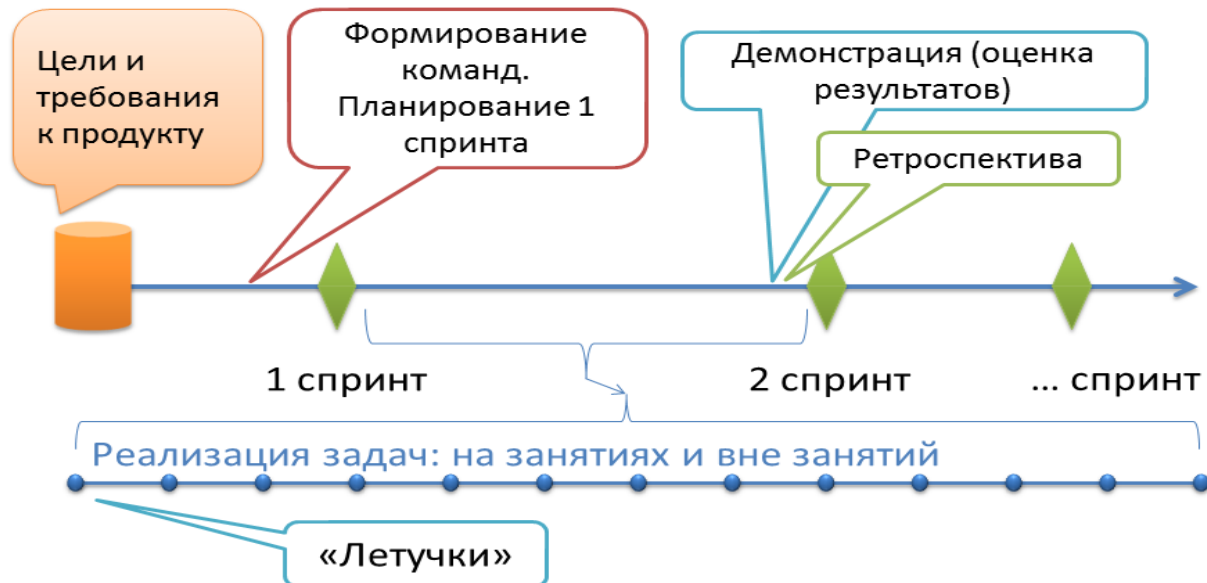 Цели и
требования
к продукту
Формирование
команд.
Планирование 1
спринта
Демонстрация (оценка
результатов)
Ретроспектива
1 спринт
2 спринт
... спринт
Реализация задач: на занятиях и вне занятий
«Летучки»